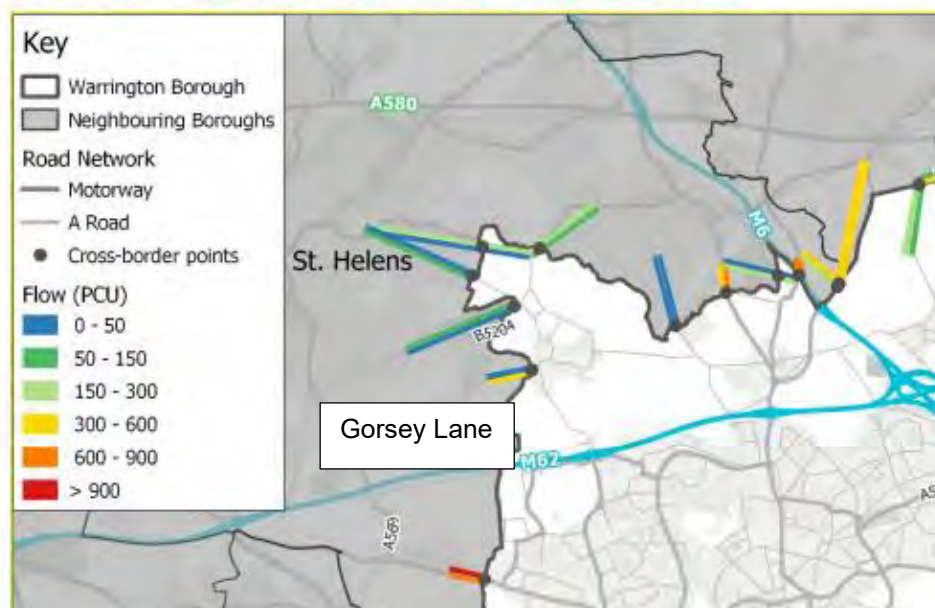 Key
Warrington Borough
Neighbouring Boroughs
Road Network
Motorway
A Road
Cross-border points
Flow (PCU)
0 - 50
50 - 150
150 - 300
300 - 600
600 - 900
> 900
A580
M6
St. Helens
B5204
Gorsey Lane
M62
A569